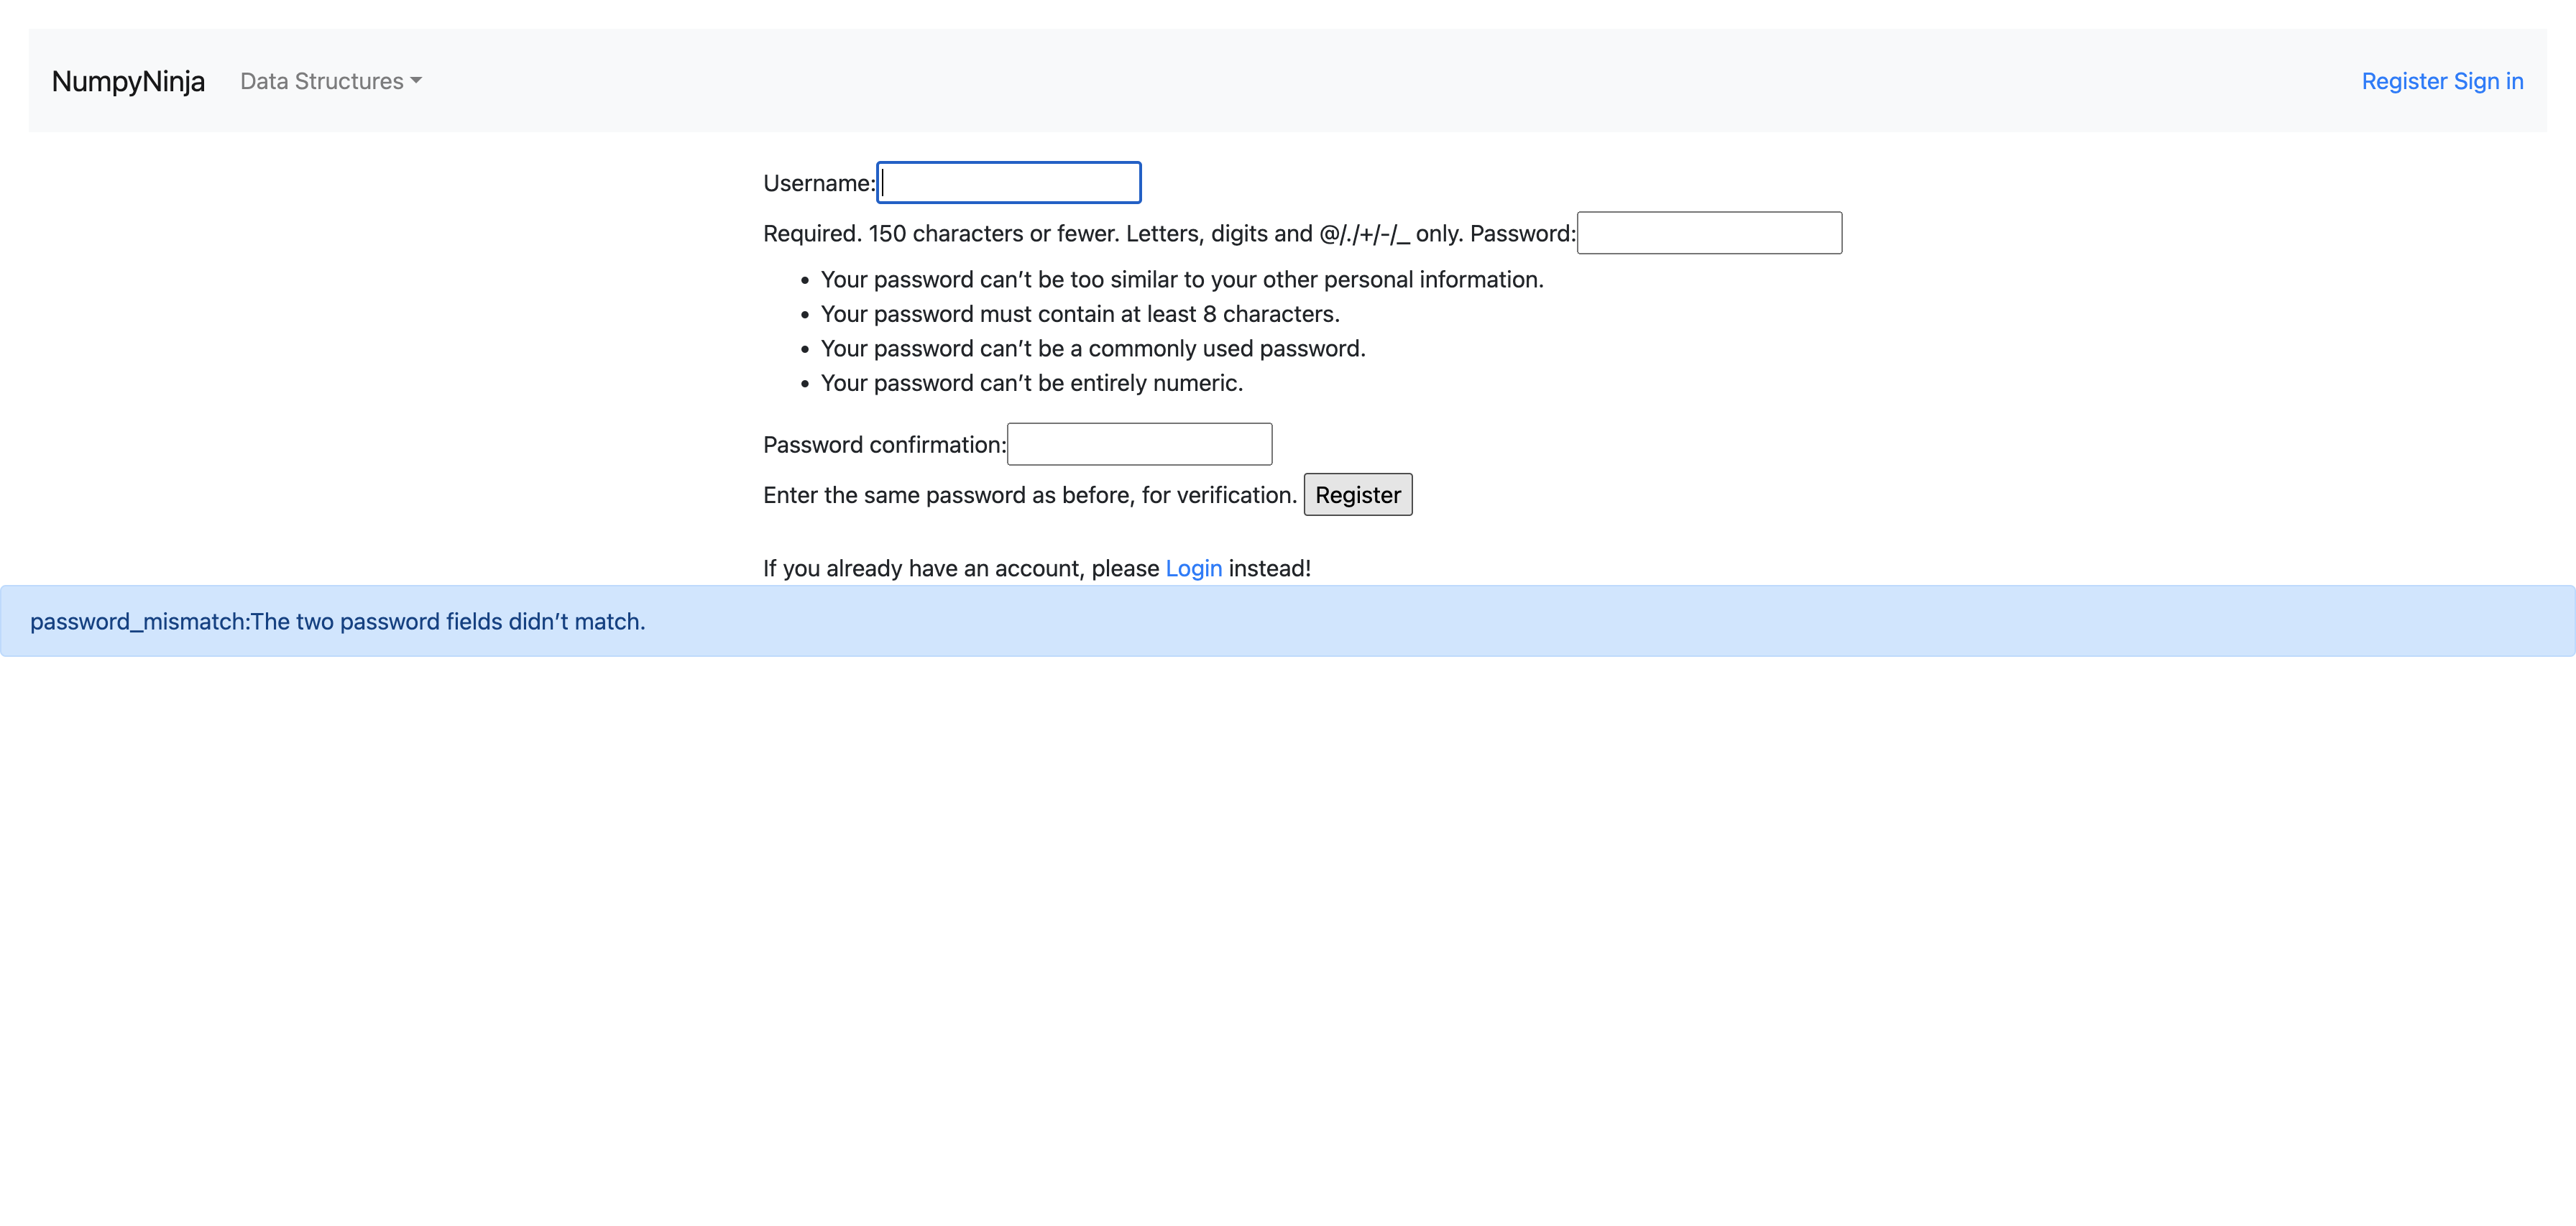 NumpyNinja Data Structures Register Sign in
Username:
Required. 150 characters or fewer. Letters, digits and @/./+/-/_ only. Password:
• Your password can’t be too similar to your other personal information.
• Your password must contain at least 8 characters.
• Your password can’t be a commonly used password.
• Your password can’t be entirely numeric.
Password confirmation:
Enter the same password as before, for verification. Register
If you already have an account, please Login instead!
password_mismatch:The two password fields didn’t match.